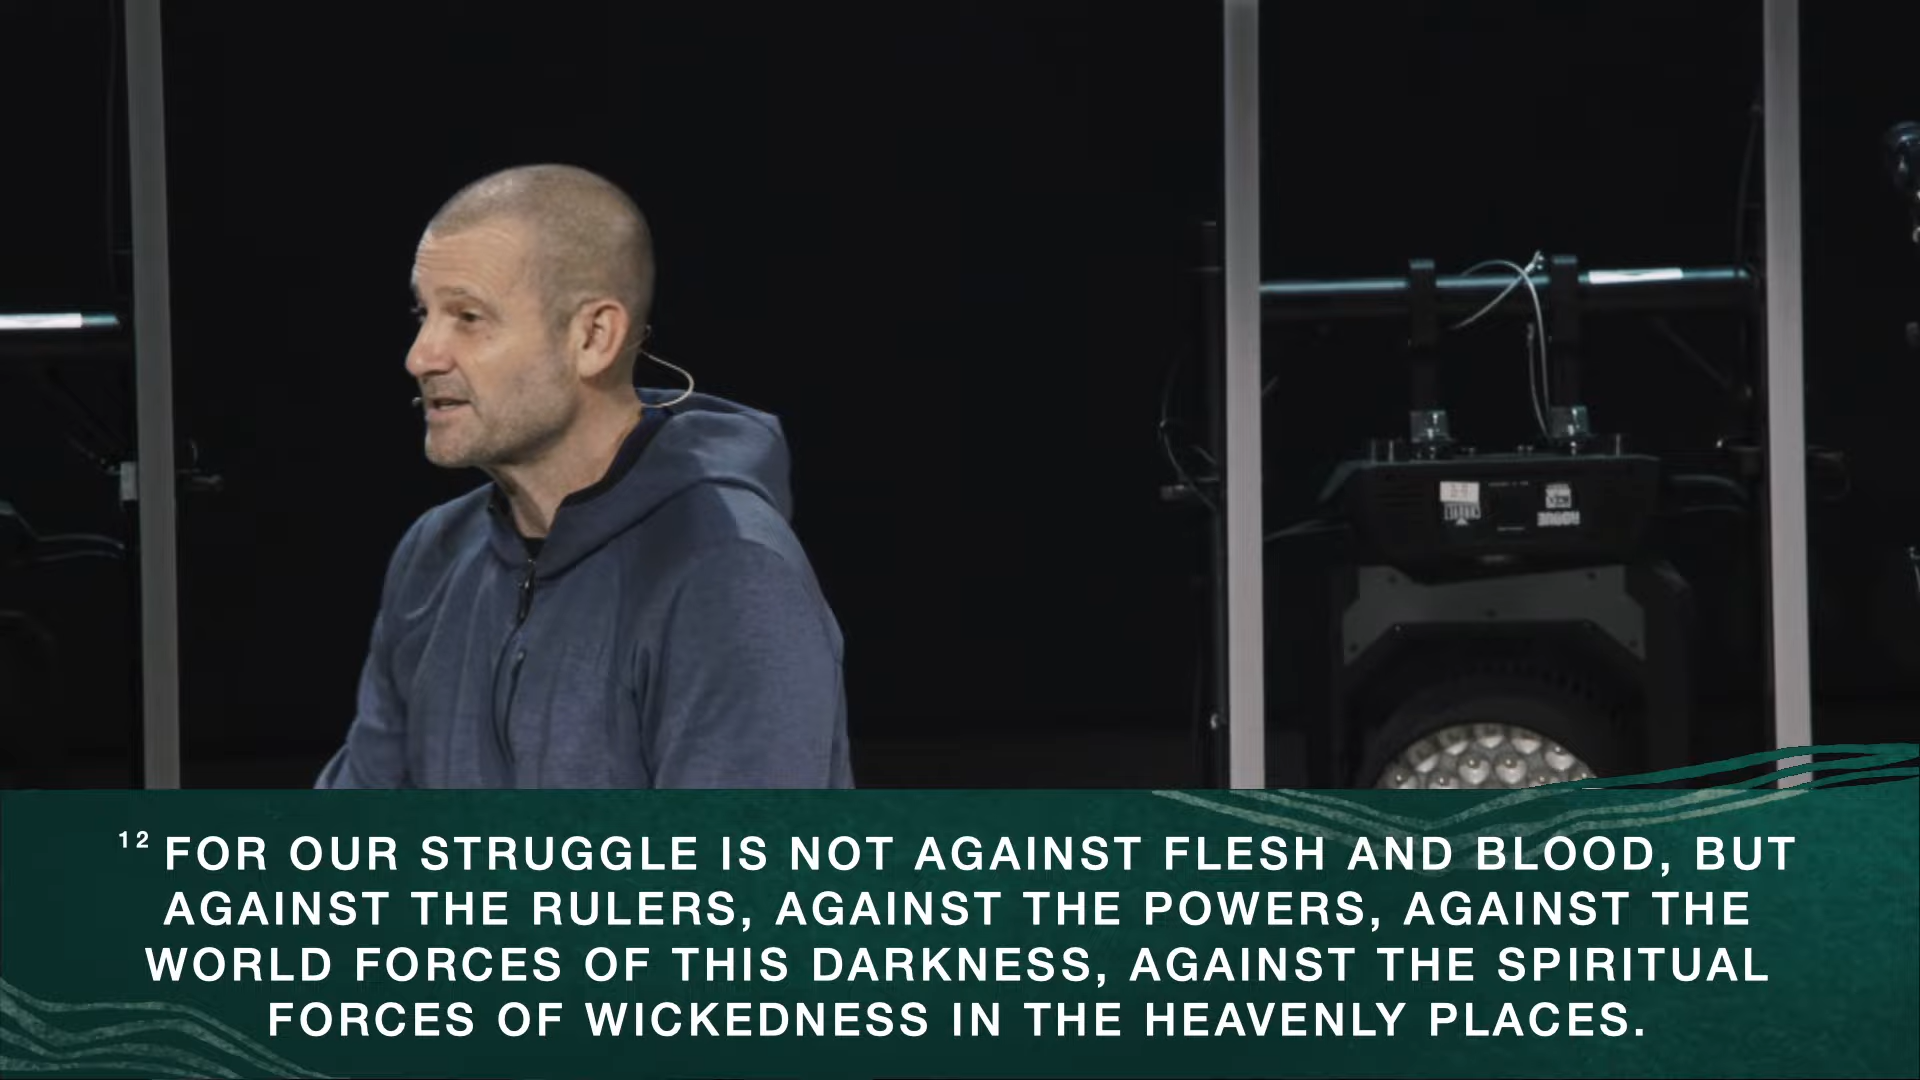 12 FOR OUR STRUGGLE IS NOT AGAINST FLESH AND BLOOD, BUT
AGAINST THE RULERS, AGAINST THE POWERS, AGAINST THE
WORLD FORCES OF THIS DARKNESS, AGAINST THE SPIRITUAL
FORCES OF WICKEDNESS IN THE HEAVENLY PLACES.